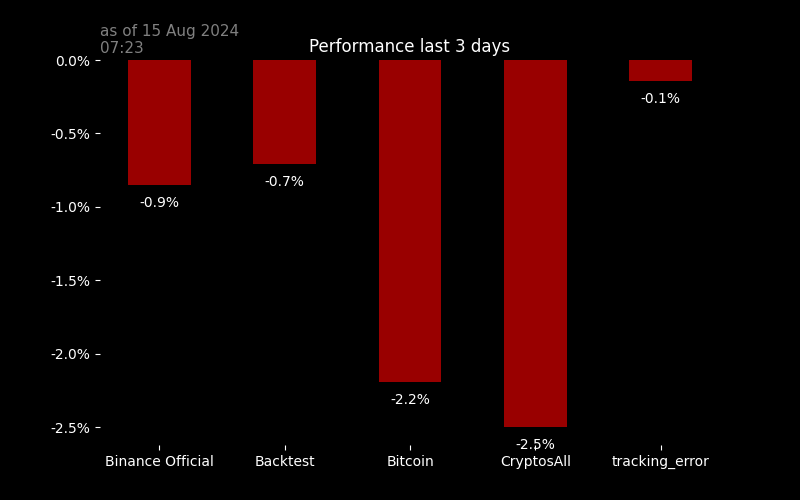 as of 15 Aug 2024
07:23
Performance last 3 days
0.0%
-0.5%
-1.0%
-1.5%
-2.0%
-2.5%
-0.9%
-0.7%
-2.2%
-2.5%
-0.1%
Binance Official
Backtest
Bitcoin
CryptosAll
tracking_error